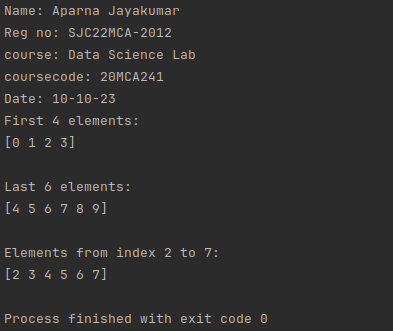 Name: Aparna Jayakumar
Reg no: SJC22MCA-2012
course: Data Science Lab
coursecode: 20MCA241
Date: 10-10-23
First 4 elements:
[0 1 2 3]
Last 6 elements:
[4 5 6 7 8 9]
Elements from index 2 to 7:
[2 3 4 5 6 7]
Process finished with exit code 0